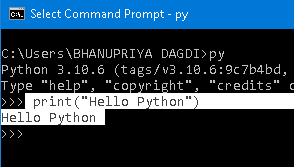 Select Command Prompt - py
C:\Users\BHANUPRIYA DAGDI>py
Python 3.10.6 (tags/v3.10.6:9c7b4bd,
Type "help", "copyright", "credits"
>>> print("Hello Python")
Hello Python
>>>